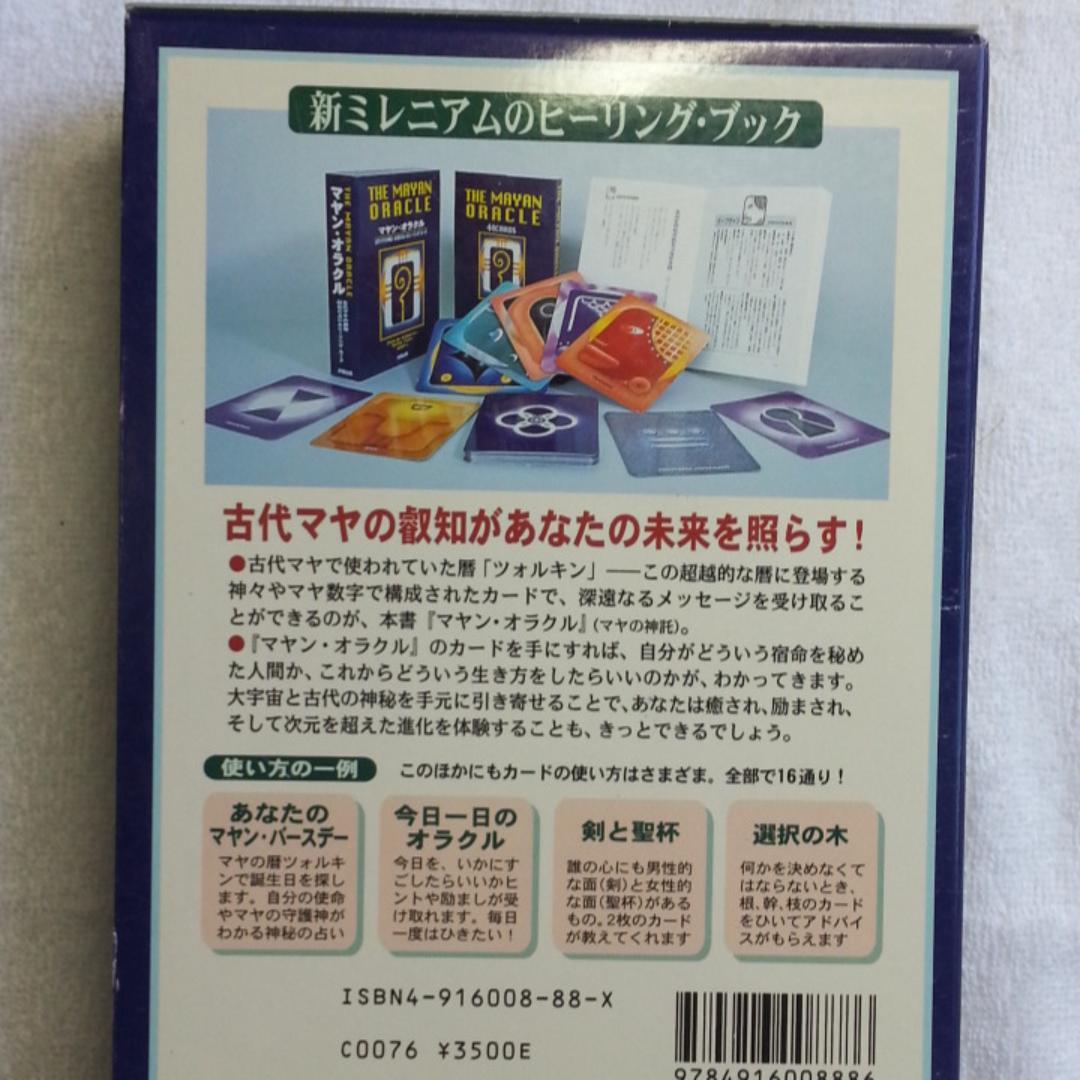 新ミレニアムのヒーリング・ブック
THE MAYAN ORACLE
マヤン・オラクル
THE MAYAN
ORACLE
マヤン・オラクル
THE MAYAN
ORACLE
古代マヤの叡知があなたの未来を照らす!
●古代マヤで使われていた暦「ツォルキン」――この超越的な暦に登場する
神々やマヤ数字で構成されたカードで、深遠なるメッセージを受け取るこ
とができるのが、本書『マヤン・オラクル』(マヤの神託)。
●『マヤン・オラクル』のカードを手にすれば、自分がどういう宿命を秘め
た人間か、これからどういう生き方をしたらいいのかが、わかってきます。
大宇宙と古代の神秘を手元に引き寄せることで、あなたは癒され、励まされ、
そして次元を超えた進化を体験することも、きっとできるでしょう。
使い方の一例
このほかにもカードの使い方はさまざま。全部で16通り!
あなたの
マヤン・バースデー
マヤの暦ツォルキ
ンで誕生日を探し
ます。自分の使命
やマヤの守護神が
わかる神秘の占い
今日一日の
オラクル
今日を、いかにす
ごしたらいいかヒ
ントや励ましが受
け取れます。毎日
一度はひきたい!
剣と聖杯
誰の心にも男性的
な面(剣)と女性的
な面(聖杯)がある
もの。2枚のカード
が教えてくれます
選択の木
何かを決めなくて
はならないとき、
根、幹、枝のカード
をひいてアドバイ
スがもらえます
ISBN4-916008-88-X
C0076 ¥3500E
9784916008886